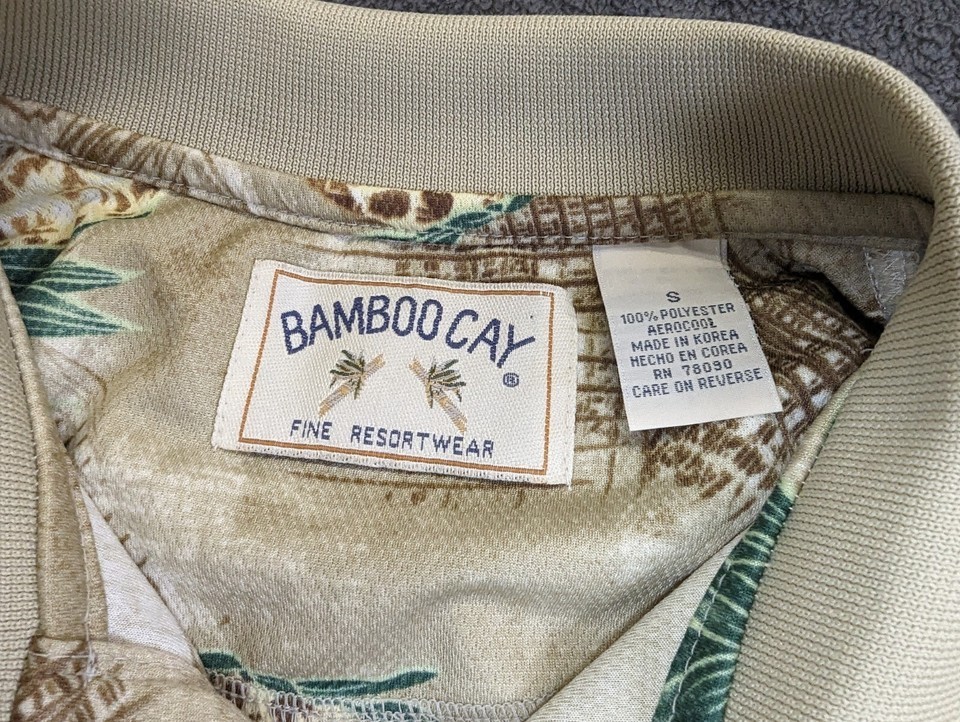 BAMBOO CAY
®
FINE RESORTWEAR
S
100% POLYESTER
AEROCOOL
MADE IN KOREA
HECHO EN COREA
RN 78090
CARE ON REVERSE